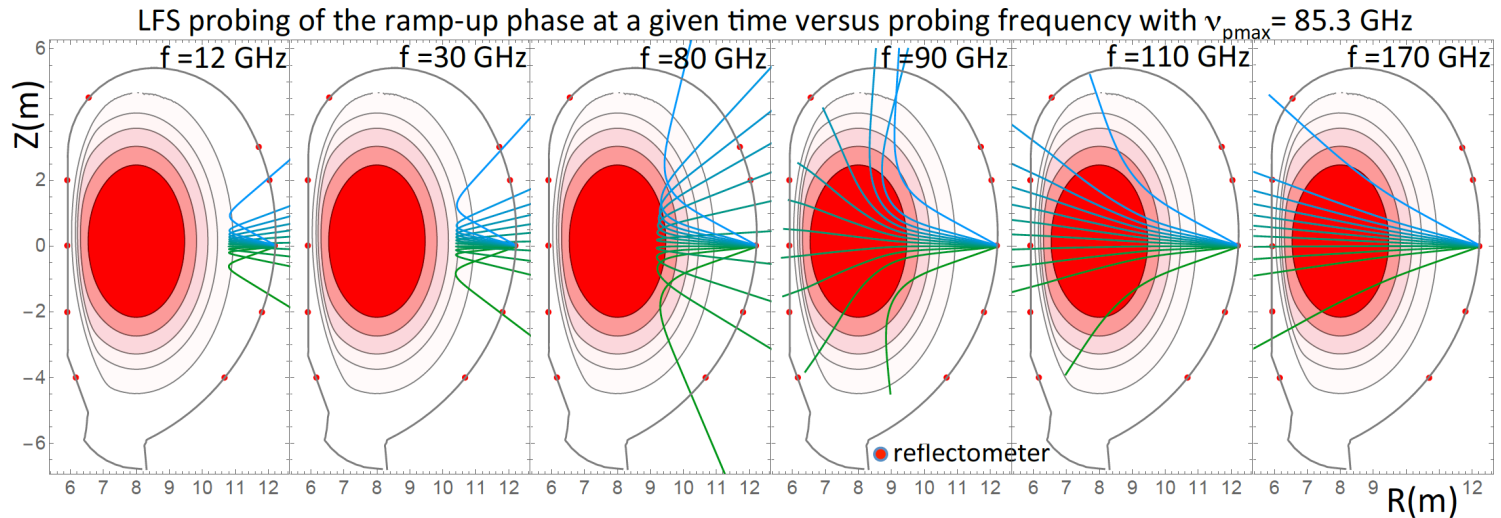 LFS probing of the ramp-up phase at a given time versus probing frequency with νpmax= 85.3 GHz
f =12 GHz f =30 GHz f =80 GHz f =90 GHz f =110 GHz f =170 GHz
Z(m)
6
4
2
0
−2
−4
−6
reflectometer
6 7 8 9 10 11 12 6 7 8 9 10 11 12 6 7 8 9 10 11 12 6 7 8 9 10 11 12 6 7 8 9 10 11 12 6 7 8 9 10 11 12
R(m)